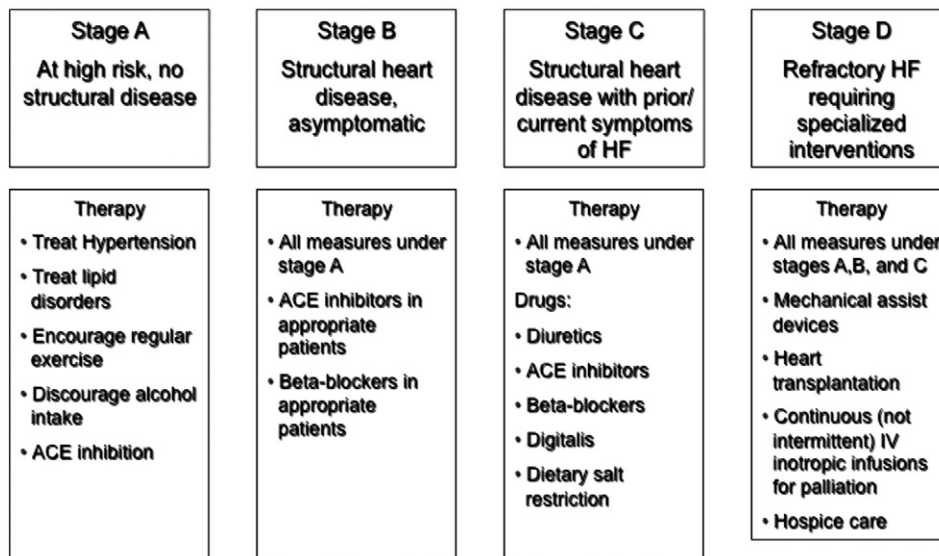 Stage A
At high risk, no
structural disease
Stage B
Structural heart
disease,
asymptomatic
Stage C
Structural heart
disease with prior/
current symptoms
of HF
Stage D
Refractory HF
requiring
specialized
interventions
Therapy
• Treat Hypertension
• Treat lipid
disorders
• Encourage regular
exercise
• Discourage alcohol
intake
• ACE inhibition
Therapy
• All measures under
stage A
• ACE inhibitors in
appropriate
patients
• Beta-blockers in
appropriate
patients
Therapy
• All measures under
stage A
Drugs:
• Diuretics
• ACE inhibitors
• Beta-blockers
• Digitalis
• Dietary salt
restriction
Therapy
• All measures under
stages A,B, and C
• Mechanical assist
devices
• Heart
transplantation
• Continuous (not
intermittent) IV
inotropic infusions
for palliation
• Hospice care